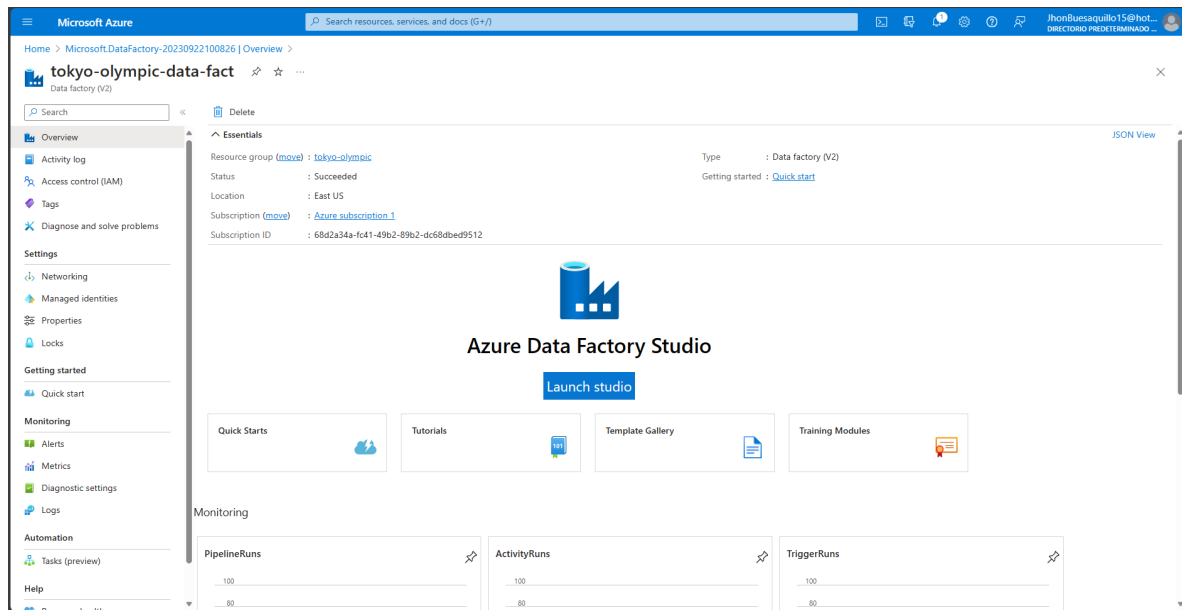 Microsoft Azure
Search resources, services, and docs (G+/)
1
JhonBuesaquillo15@hot...
DIRECTORIO PREDETERMINADO ...
Home > Microsoft.DataFactory-20230922100826 | Overview >
tokyo-olympic-data-fact
Data factory (V2)
Search
Delete
Overview
Activity log
Access control (IAM)
Tags
Diagnose and solve problems
Settings
Networking
Managed identities
Properties
Locks
Getting started
Quick start
Monitoring
Alerts
Metrics
Diagnostic settings
Logs
Automation
Tasks (preview)
Help
Essentials
JSON View
Resource group (move) : tokyo-olympic
Status : Succeeded
Location : East US
Subscription (move) : Azure subscription 1
Subscription ID : 68d2a34a-fc41-49b2-89b2-dc68dbed9512
Type : Data factory (V2)
Getting started : Quick start
Azure Data Factory Studio
Launch studio
Quick Starts
Tutorials
101
Template Gallery
Training Modules
Monitoring
PipelineRuns
100
80
ActivityRuns
100
80
TriggerRuns
100
80